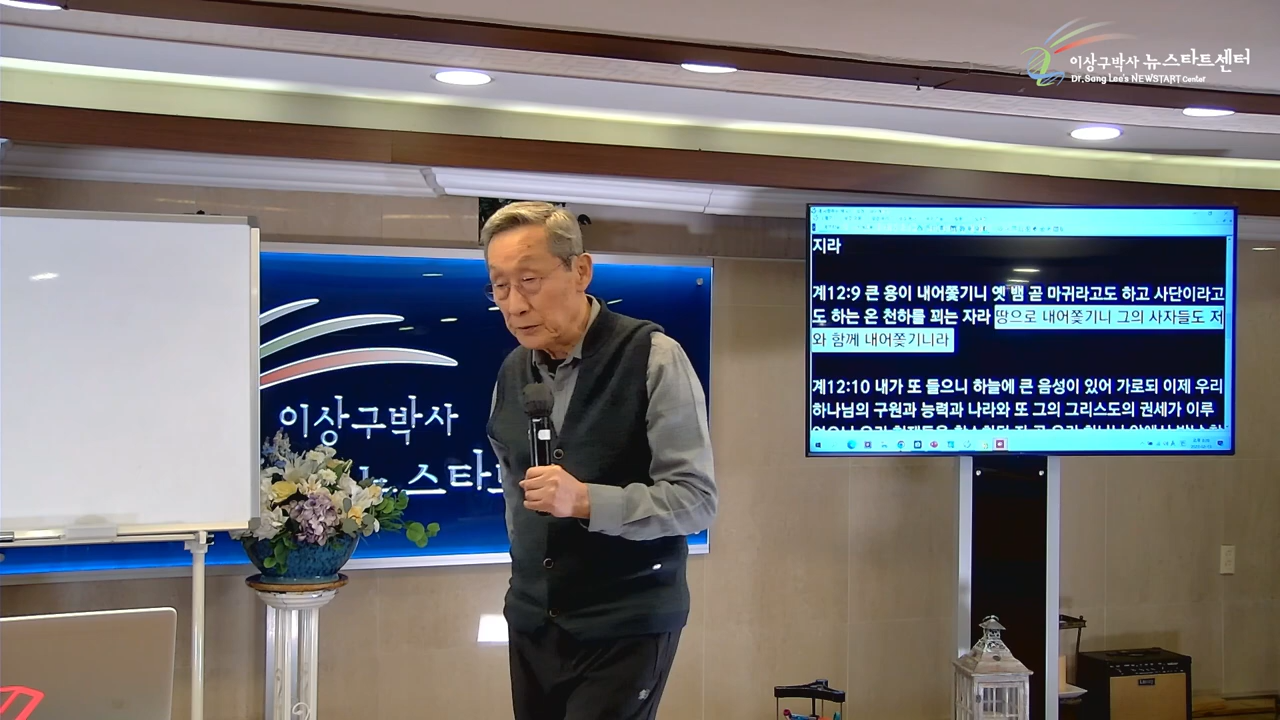 이상구박사 뉴스타트센터
Dr. Sang Lee's NEWSTART Center
지라
계12:9 큰 용이 내어쫓기니 옛 뱀 곧 마귀라고도 하고 사단이라고
도 하는 온 천하를 꾀는 자라 땅으로 내어쫓기니 그의 사자들도 저
와 함께 내어쫓기니라
계12:10 내가 또 들으니 하늘에 큰 음성이 있어 가로되 이제 우리
하나님의 구원과 능력과 나라와 또 그의 그리스도의 권세가 이루
이상구박사
뉴스타트